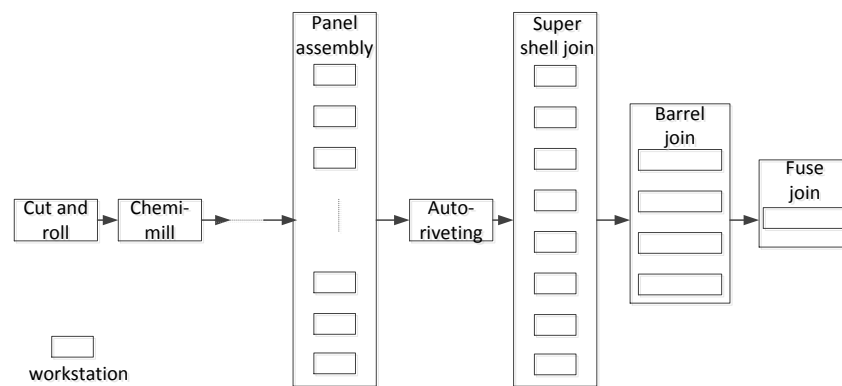 Panel
assembly
Super
shell join
Barrel
join
Fuse
join
Cut and
roll
Chemi-
mill
Auto-
riveting
workstation